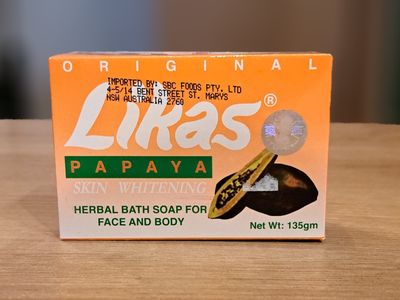 ORIGINAL
IMPORTED BY: SBC FOODS PTY. LTD
4-5/14 BENT STREET ST. MARYS
NSW AUSTRALIA 2760
Likas®
PAPAYA
SKIN WHITENING
HERBAL BATH SOAP FOR
FACE AND BODY
Net Wt: 135gm